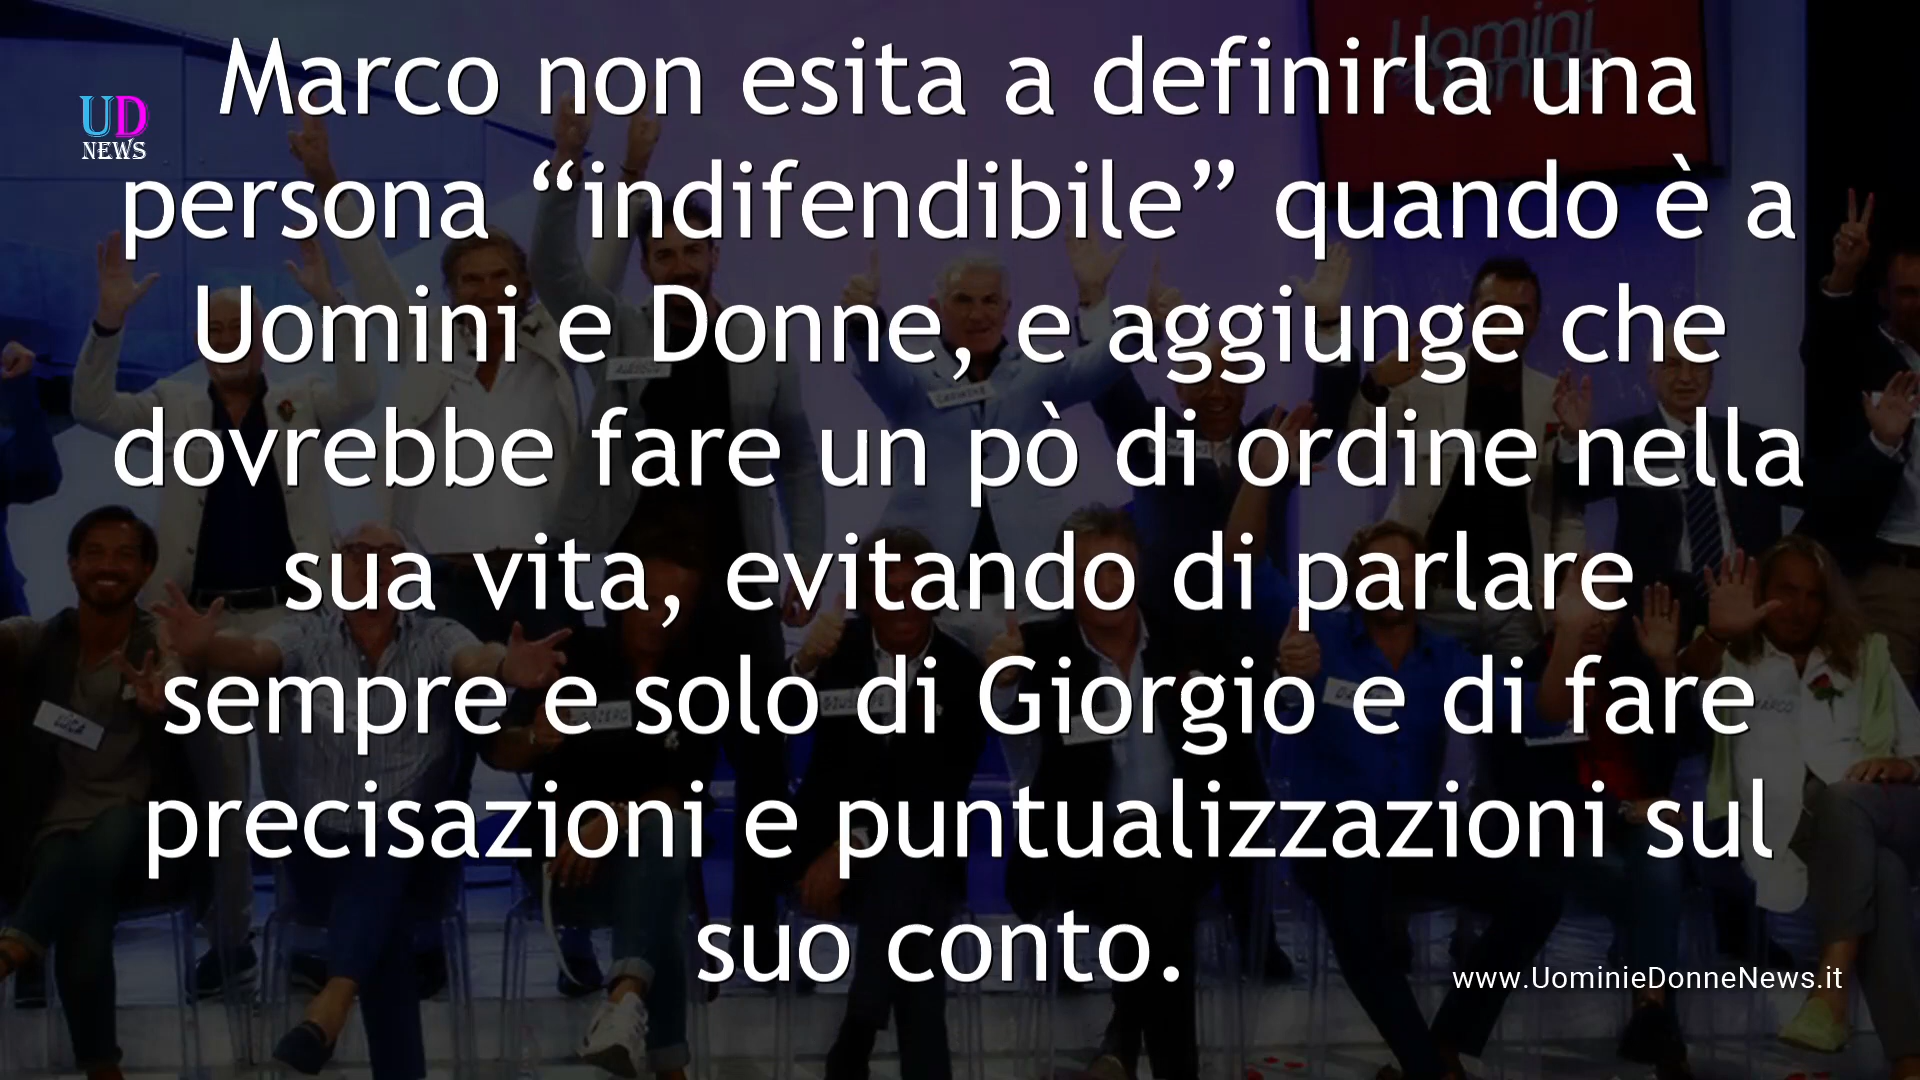 Marco non esita a definirla una
persona “indifendibile” quando è a
Uomini e Donne, e aggiunge che
dovrebbe fare un pò di ordine nella
sua vita, evitando di parlare
sempre e solo di Giorgio e di fare
precisazioni e puntualizzazioni sul
suo conto.
UD
NEWS
www.UominieDonneNews.it
Uomini